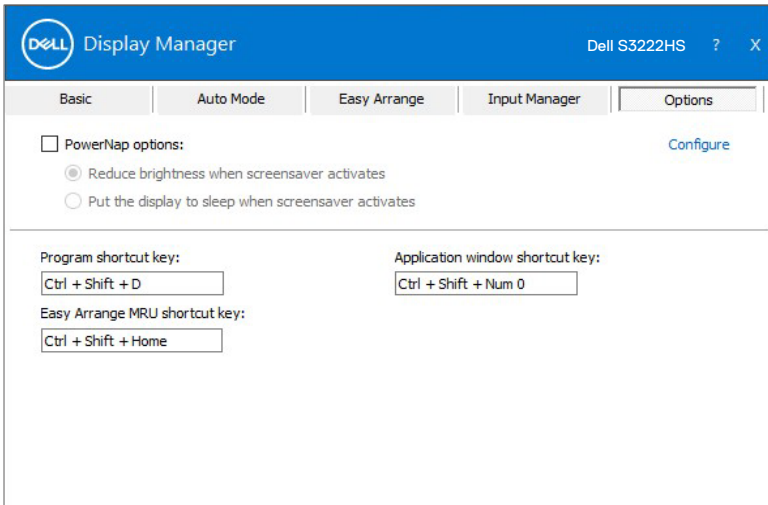 DELL Display Manager Dell S3222HS ? X
Basic Auto Mode Easy Arrange Input Manager Options
PowerNap options: Configure
Reduce brightness when screensaver activates
Put the display to sleep when screensaver activates
Program shortcut key: Application window shortcut key:
Ctrl + Shift + D Ctrl + Shift + Num 0
Easy Arrange MRU shortcut key:
Ctrl + Shift + Home